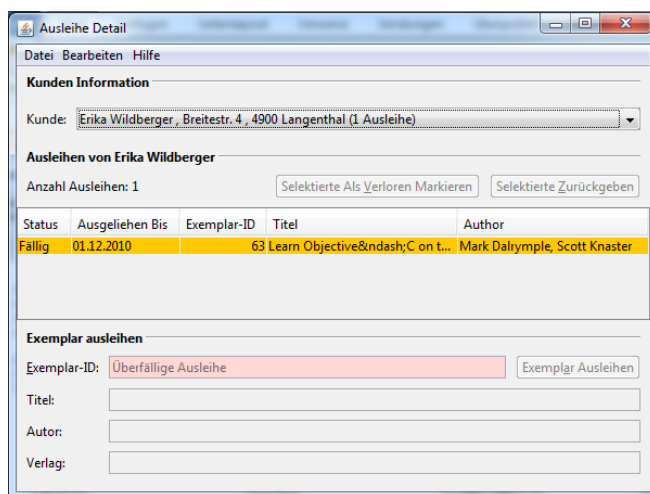 Ausleihe Detail
Datei Bearbeiten Hilfe
Kunden Information
Kunde: Erika Wildberger , Breitestr. 4 , 4900 Langenthal (1 Ausleihe)
Ausleihen von Erika Wildberger
Anzahl Ausleihen: 1 Selektierte Als Verloren Markieren Selektierte Zurückgeben
Status Ausgeliehen Bis Exemplar-ID Titel Author
Fällig 01.12.2010 63 Learn Objective&ndash;C on t... Mark Dalrymple, Scott Knaster
Exemplar ausleihen
Exemplar-ID: Überfällige Ausleihe Exemplar Ausleihen
Titel:
Autor:
Verlag: